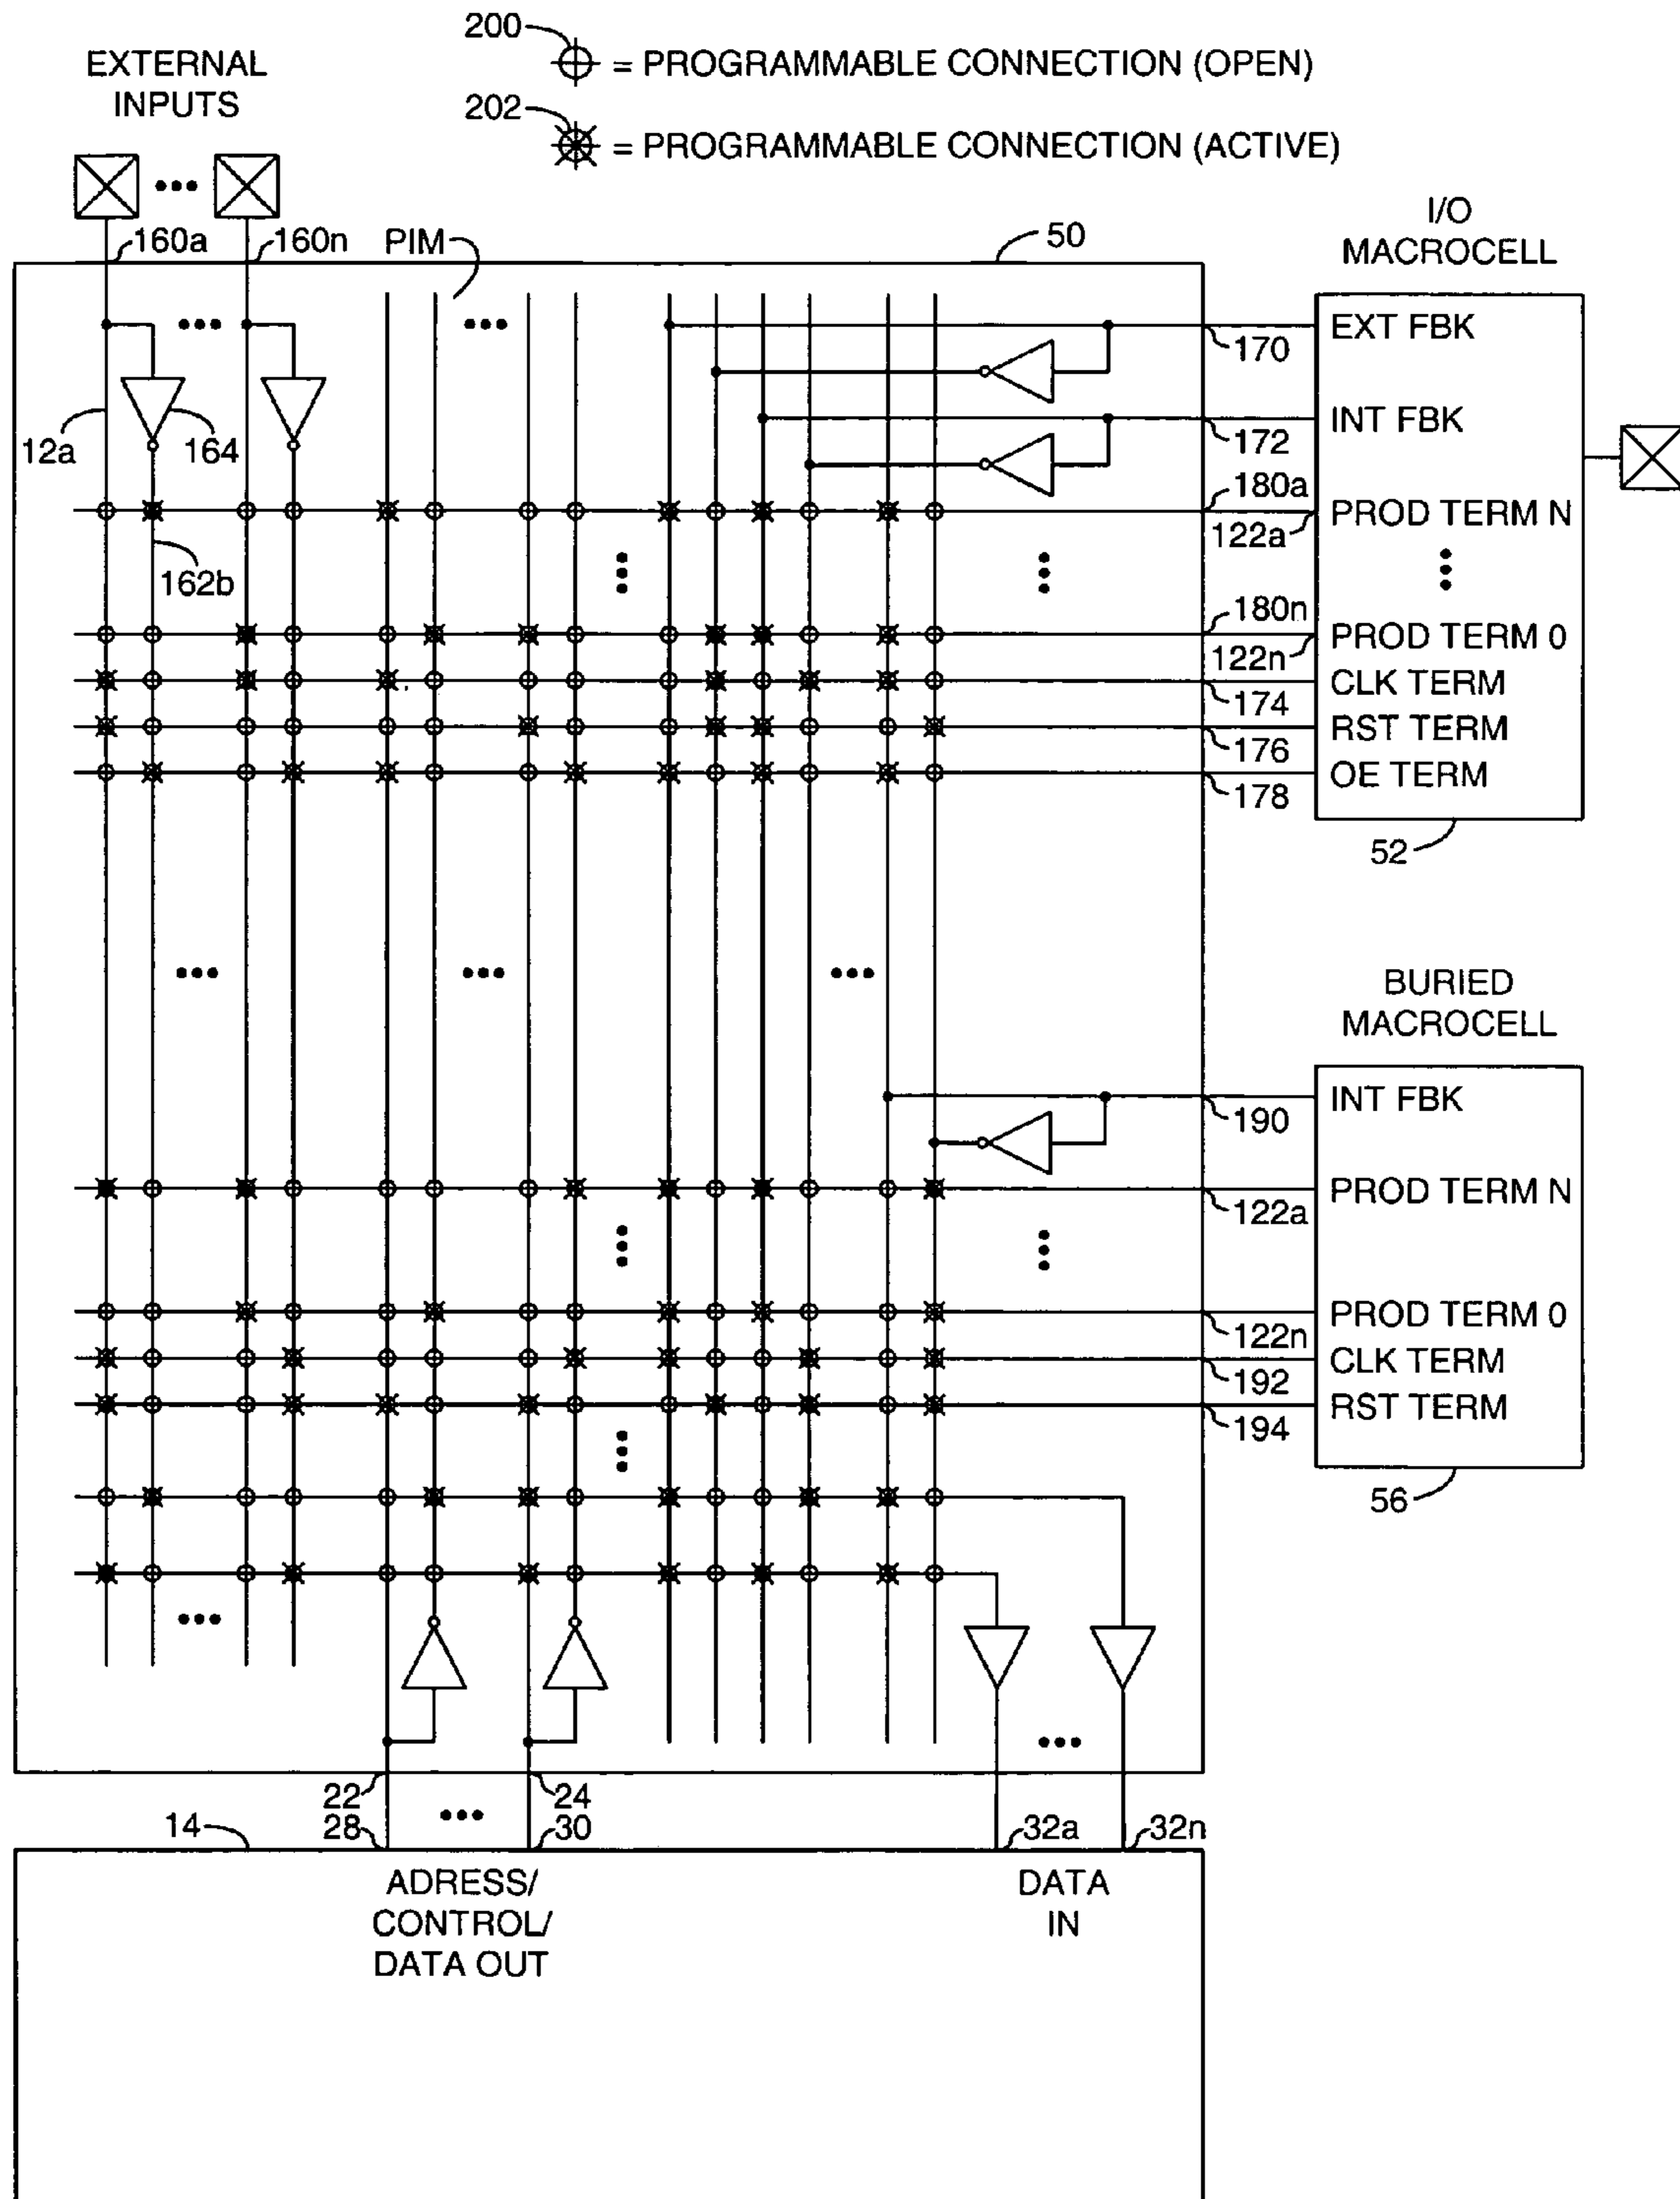 200
= PROGRAMMABLE CONNECTION (OPEN)
202
= PROGRAMMABLE CONNECTION (ACTIVE)
EXTERNAL
INPUTS
160a
160n
PIM
50
I/O
MACROCELL
EXT FBK
170
12a
164
INT FBK
172
180a
PROD TERM N
122a
162b
180n
PROD TERM 0
122n
CLK TERM
174
RST TERM
176
OE TERM
178
52
BURIED
MACROCELL
INT FBK
190
PROD TERM N
122a
PROD TERM 0
122n
CLK TERM
192
RST TERM
194
56
22
24
14
28
30
32a
32n
ADRESS/
CONTROL/
DATA OUT
DATA
IN